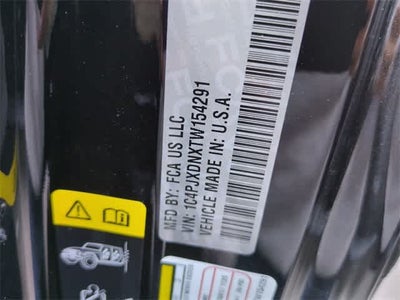 MFD BY: FCA US LLC
VIN: 1C4PJXDNXTW154291
VEHICLE MADE IN: U.S.A.